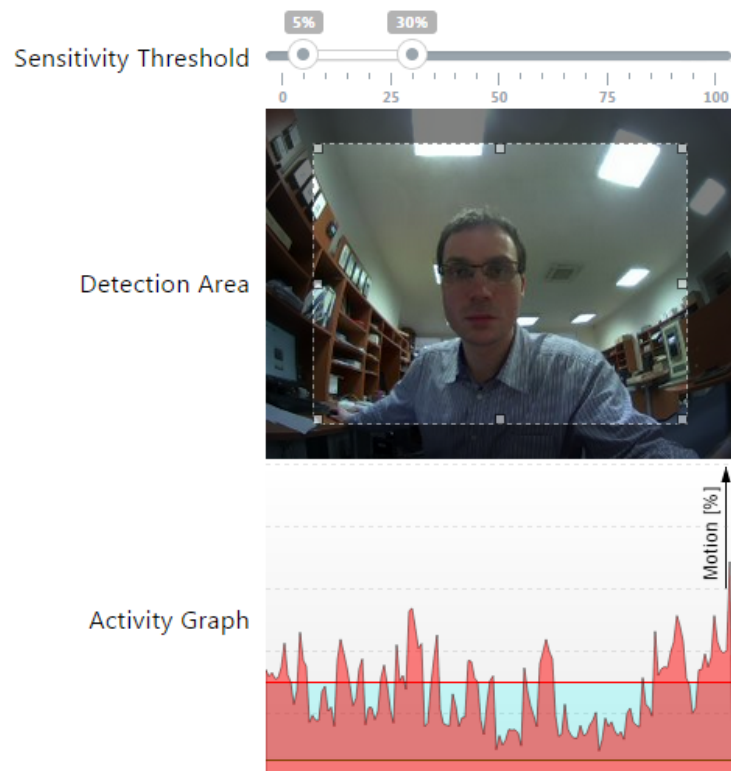 5% 30%
Sensitivity Threshold
0 25 50 75 100
Detection Area
Motion [%]
Activity Graph